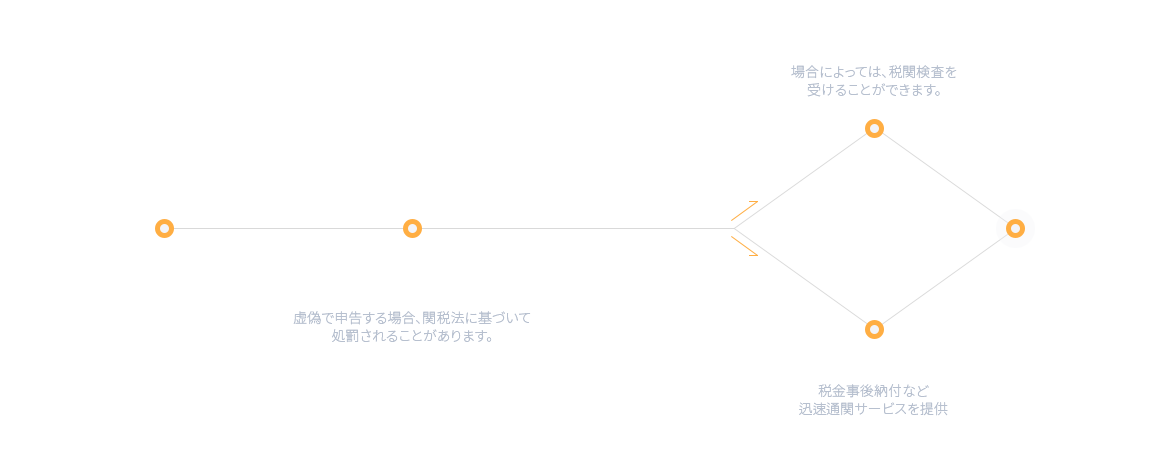 場合によっては、税関検査を
受けることができます。
虚偽で申告する場合、関税法に基づいて
処罰されることがあります。
税金事後納付など
迅速通関サービスを提供